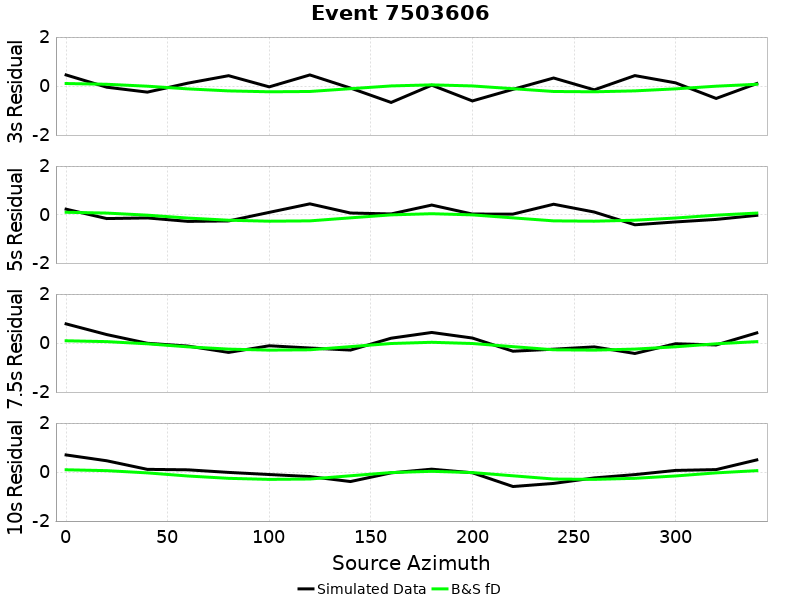 Event 7503606
3s Residual
2
0
-2
5s Residual
2
0
-2
7.5s Residual
2
0
-2
10s Residual
2
0
-2
0 50 100 150 200 250 300
Source Azimuth
Simulated Data B&S fD